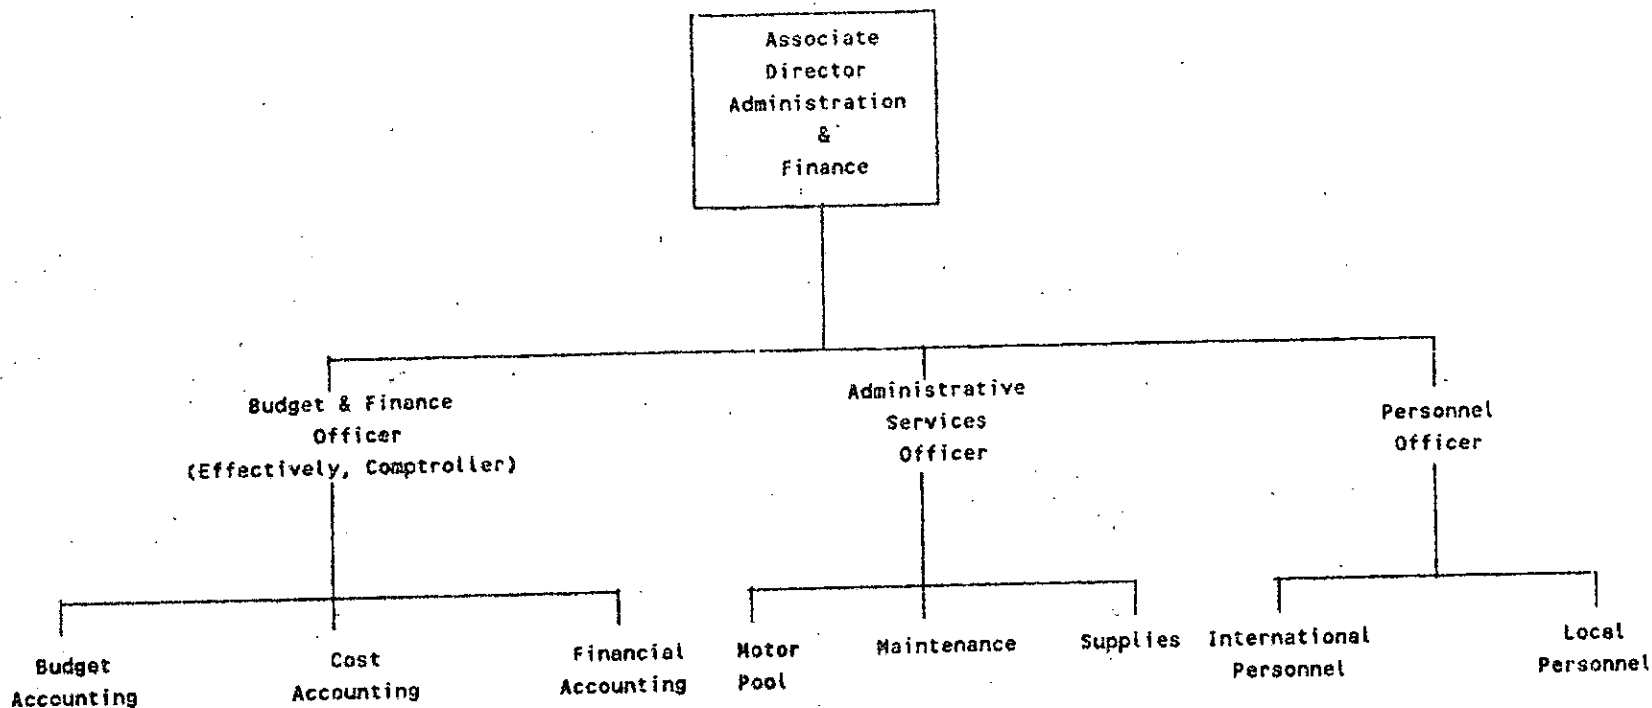 Associate
Director
Administration
&
Finance
Budget & Finance
Officer
(Effectively, Comptroller)
Administrative
Services
Officer
Personnel
Officer
Budget
Accounting
Cost
Accounting
Financial
Accounting
Motor
Pool
Maintenance
Supplies
International
Personnel
Local
Personnel